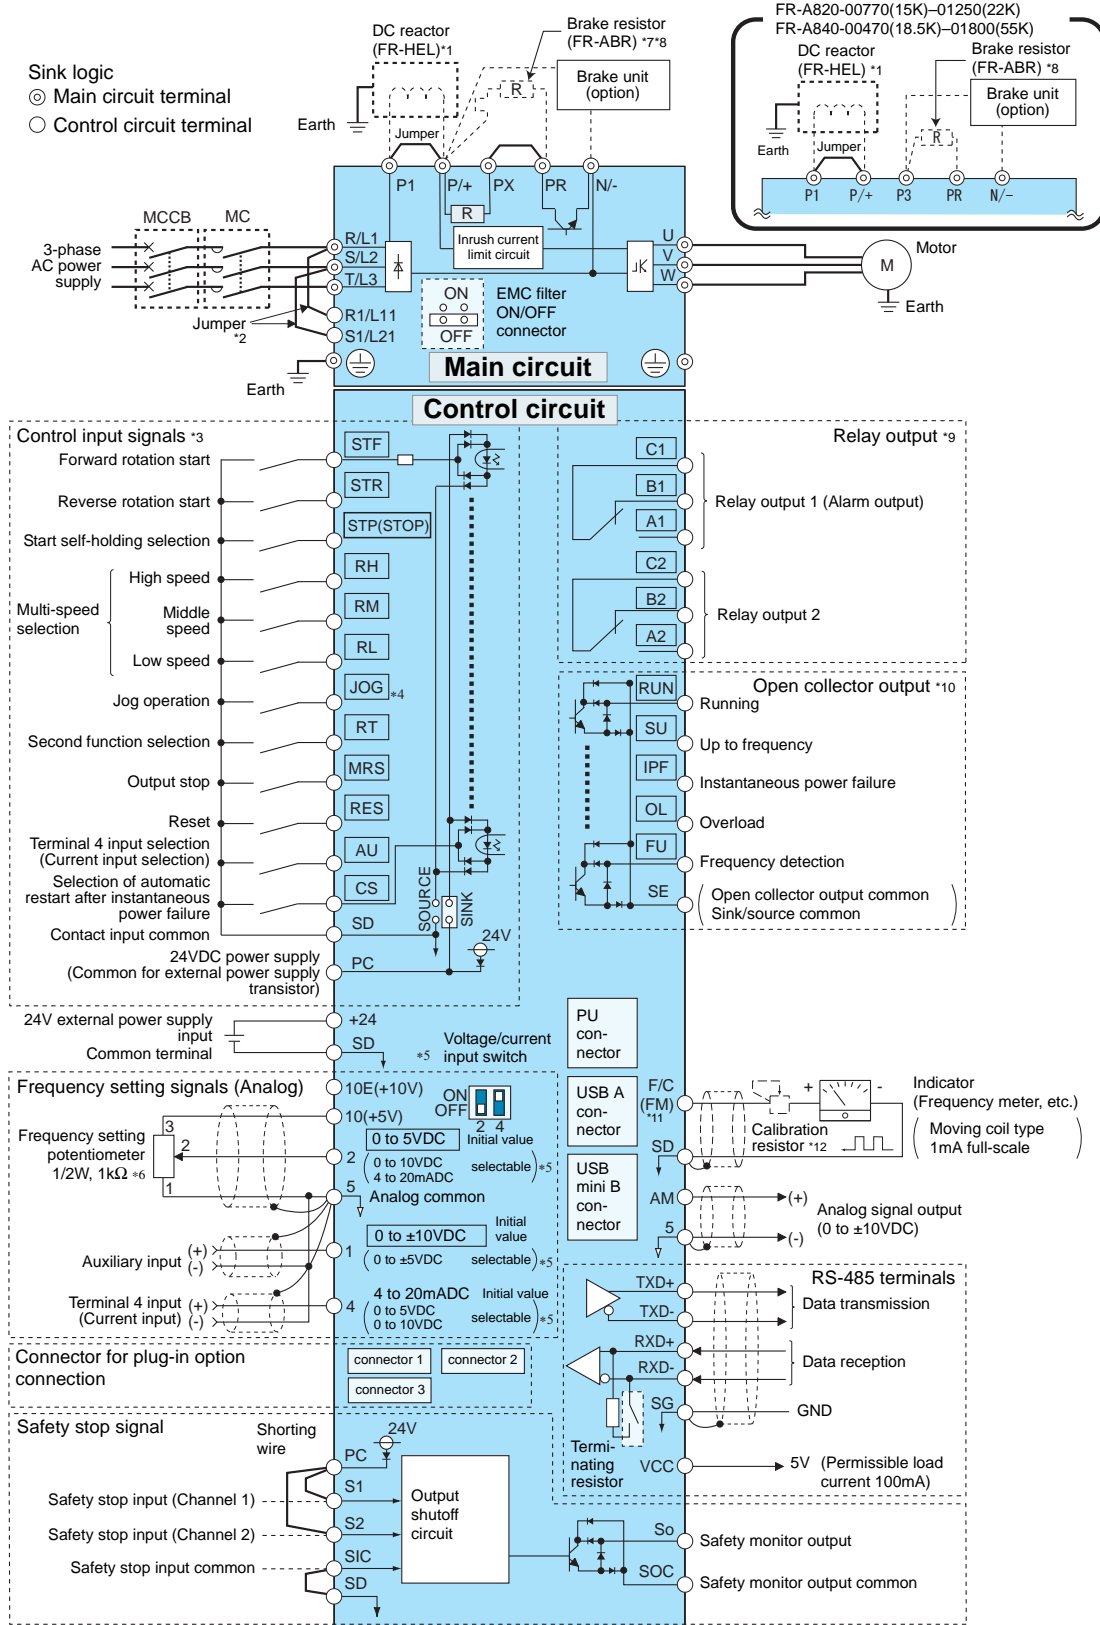 FR-A820-00770(15K)–01250(22K)
FR-A840-00470(18.5K)–01800(55K)
DC reactor
(FR-HEL) *1
Brake resistor
(FR-ABR) *8
Brake unit
(option)
R
Earth
Jumper
P1
P/+
P3
PR
N/–
Sink logic
Main circuit terminal
Control circuit terminal
DC reactor
(FR-HEL)*1
Brake resistor
(FR-ABR) *7*8
Brake unit
(option)
R
Earth
Jumper
P1
P/+
PX
PR
N/-
R
Inrush current
limit circuit
MCCB
MC
3-phase
AC power
supply
R/L1
S/L2
T/L3
R1/L11
S1/L21
Jumper
*2
Earth
ON
OFF
EMC filter
ON/OFF
connector
U
V
W
Motor
M
Earth
Main circuit
Control circuit
Control input signals *3
Forward rotation start
STF
Reverse rotation start
STR
Start self-holding selection
STP(STOP)
Multi-speed
selection
High speed
RH
Middle
speed
RM
Low speed
RL
Jog operation
JOG *4
Second function selection
RT
Output stop
MRS
Reset
RES
Terminal 4 input selection
(Current input selection)
AU
Selection of automatic
restart after instantaneous
power failure
CS
Contact input common
SD
24VDC power supply
(Common for external power supply
transistor)
PC
SOURCE
SINK
24V
Relay output *9
C1
B1
A1
Relay output 1 (Alarm output)
C2
B2
A2
Relay output 2
Open collector output *10
RUN
Running
SU
Up to frequency
IPF
Instantaneous power failure
OL
Overload
FU
Frequency detection
SE
Open collector output common
Sink/source common
24V external power supply
input
Common terminal
+24
SD
*5
Voltage/current
input switch
PU
con-
nector
USB A
con-
nector
USB
mini B
con-
nector
Frequency setting signals (Analog)
10E(+10V)
ON
OFF
2 4
10(+5V)
Frequency setting
potentiometer
1/2W, 1kΩ *6
3
2
1
2
0 to 5VDC
Initial value
0 to 10VDC
4 to 20mADC
selectable
*5
5
Analog common
Auxiliary input
(+)
(-)
1
0 to ±10VDC
Initial
value
0 to ±5VDC
selectable
*5
Terminal 4 input
(Current input)
(+)
(-)
4
4 to 20mADC
Initial value
0 to 5VDC
0 to 10VDC
selectable
*5
F/C
(FM)
*11
SD
+
-
Calibration
resistor *12
Indicator
(Frequency meter, etc.)
Moving coil type
1mA full-scale
AM
5
(+)
(-)
Analog signal output
(0 to ±10VDC)
RS-485 terminals
TXD+
TXD-
Data transmission
RXD+
RXD-
Data reception
SG
GND
Termi-
nating
resistor
VCC
5V
(Permissible load
current 100mA)
Connector for plug-in option
connection
connector 1
connector 2
connector 3
Safety stop signal
Shorting
wire
24V
PC
Safety stop input (Channel 1)
S1
Safety stop input (Channel 2)
S2
Safety stop input common
SIC
SD
Output
shutoff
circuit
So
Safety monitor output
SOC
Safety monitor output common